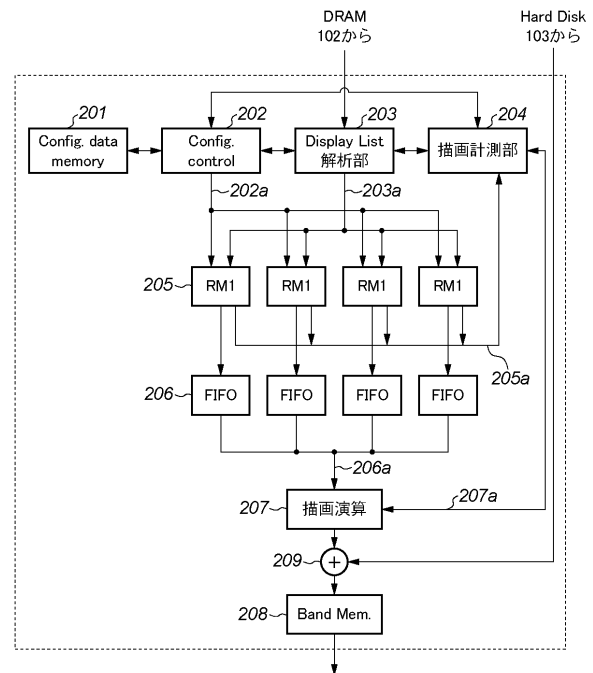 DRAM
102から
Hard Disk
103から
201
202
203
204
Config. data
memory
Config.
control
Display List
解析部
描画計測部
202a
203a
205
RM1
RM1
RM1
RM1
205a
206
FIFO
FIFO
FIFO
FIFO
206a
207
描画演算
207a
209
+
208
Band Mem.